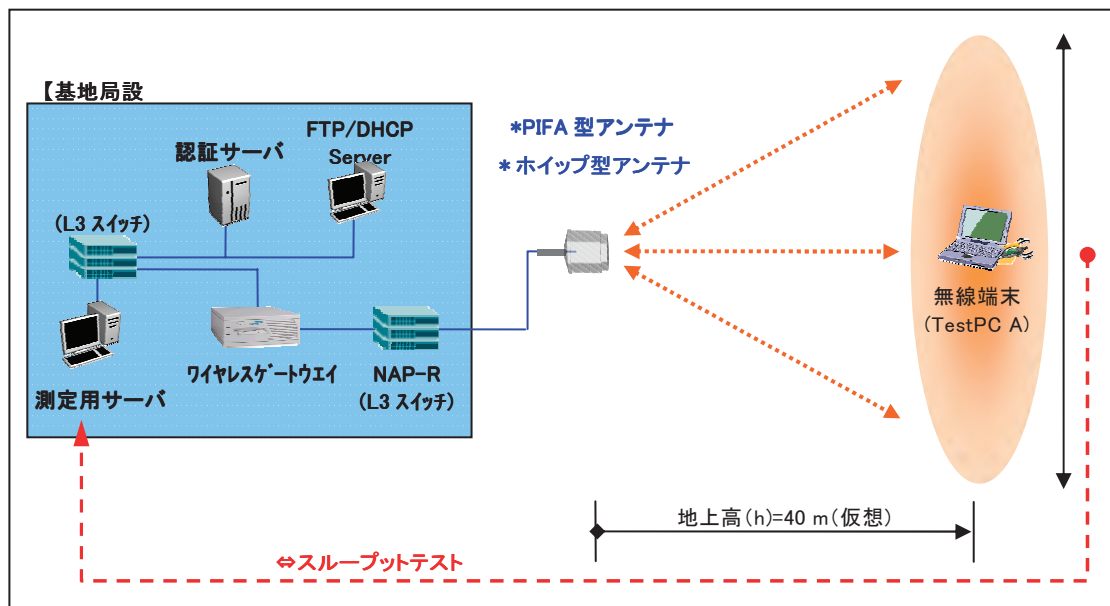 【基地局設
認証サーバ
FTP/DHCP
Server
(L3 スイッチ)
測定用サーバ
ワイヤレスゲートウエイ
NAP-R
(L3 スイッチ)
*PIFA 型アンテナ
* ホイップ型アンテナ
無線端末
(TestPC A)
地上高(h)=40 m(仮想)
⇔スループットテスト